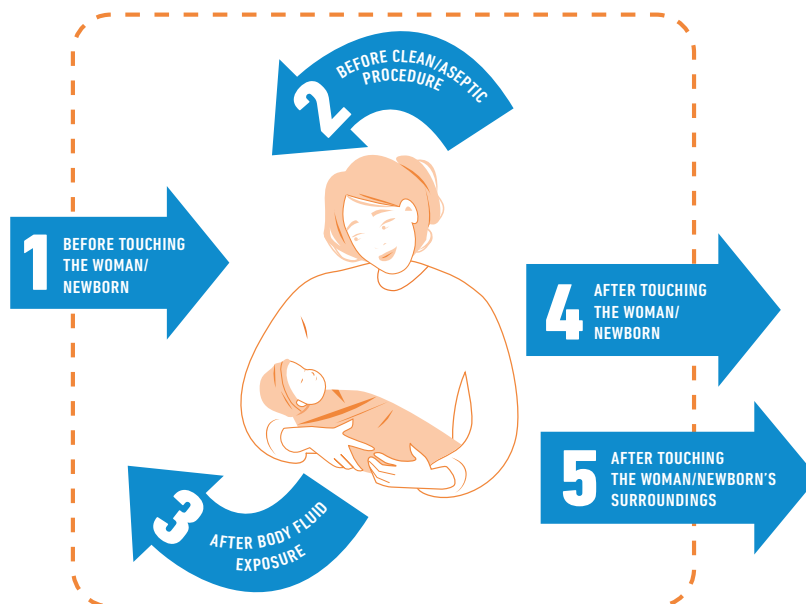 2
BEFORE CLEAN/ASEPTIC
PROCEDURE
1
BEFORE TOUCHING
THE WOMAN/
NEWBORN
4
AFTER TOUCHING
THE WOMAN/
NEWBORN
5
AFTER TOUCHING
THE WOMAN/NEWBORN'S
SURROUNDINGS
3
AFTER BODY FLUID
EXPOSURE